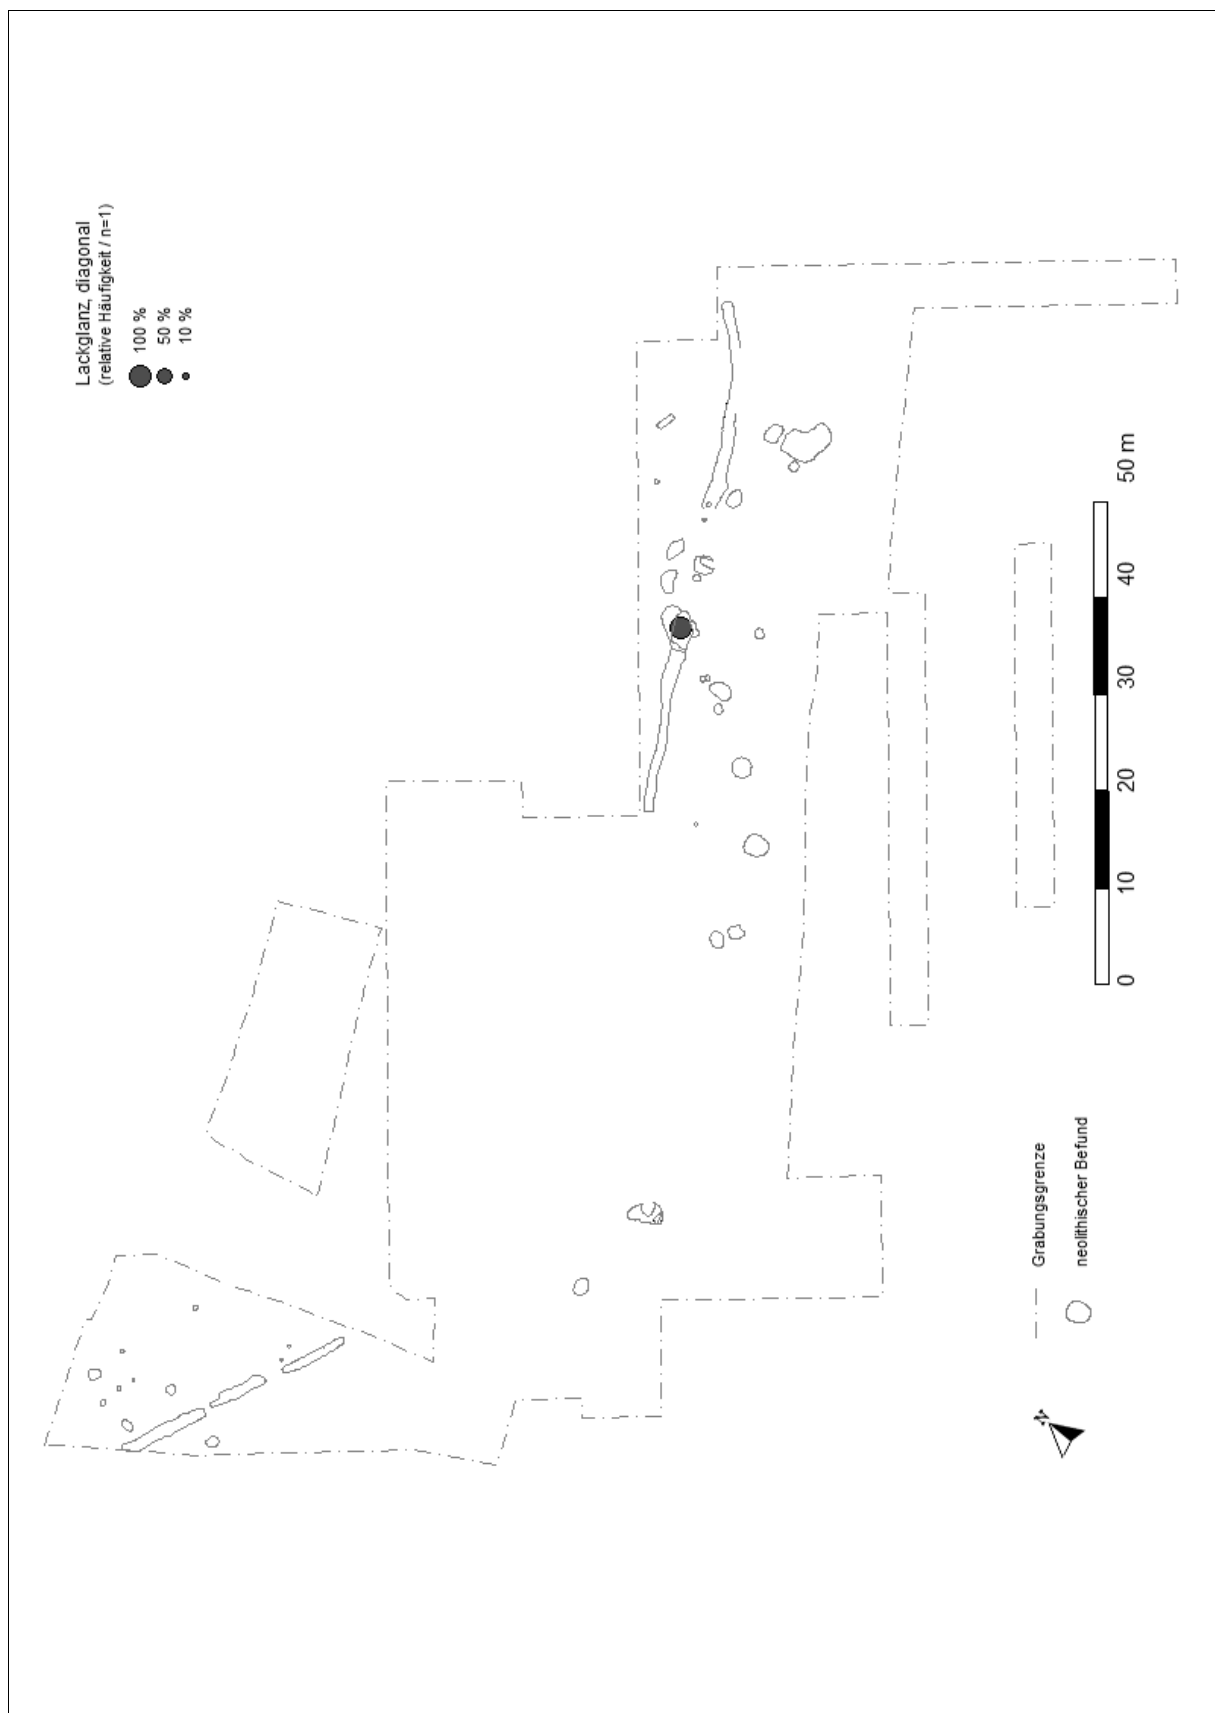 Lackglanz, diagonal
(relative Häufigkeit / n=1)
100 %
50 %
10 %
0
10
20
30
40
50 m
Grabungsgrenze
neolithischer Befund
N